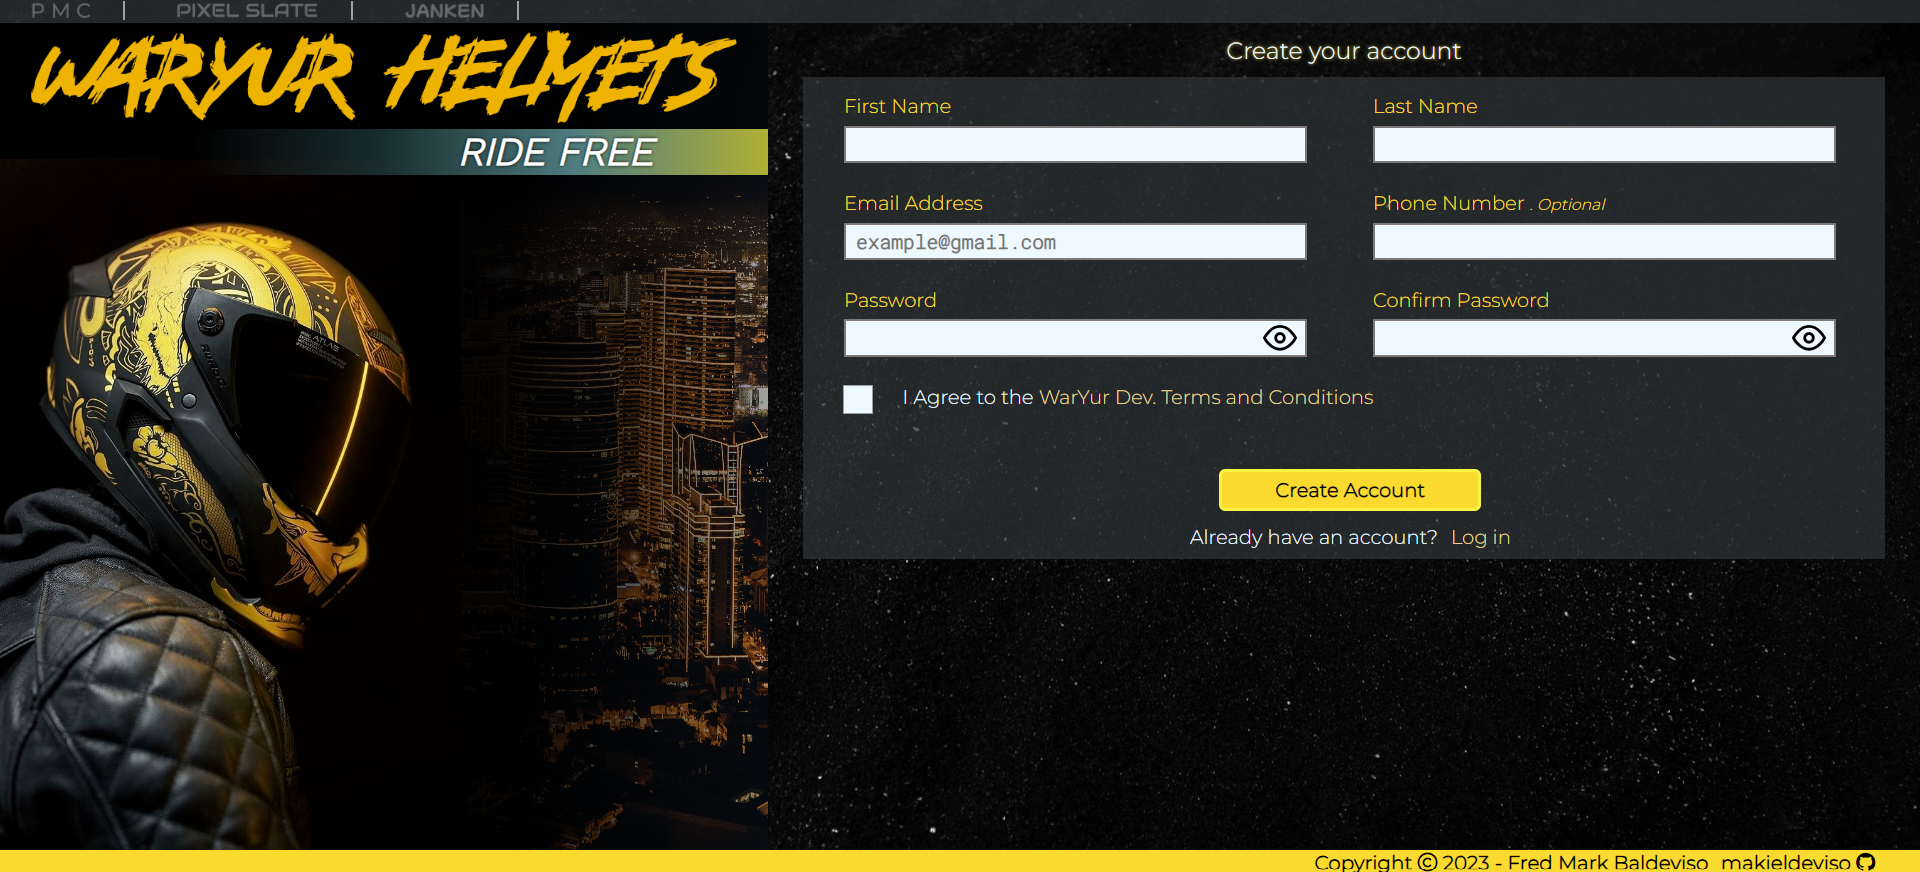 PMC
PIXEL SLATE
JANKEN
WARYUR HELMETS
RIDE FREE
ATLAS
Create your account
First Name
Last Name
Email Address
Phone Number . Optional
example@gmail.com
Password
Confirm Password
I Agree to the WarYur Dev. Terms and Conditions
Create Account
Already have an account? Log in
Copyright © 2023 - Fred Mark Baldeviso makieldeviso